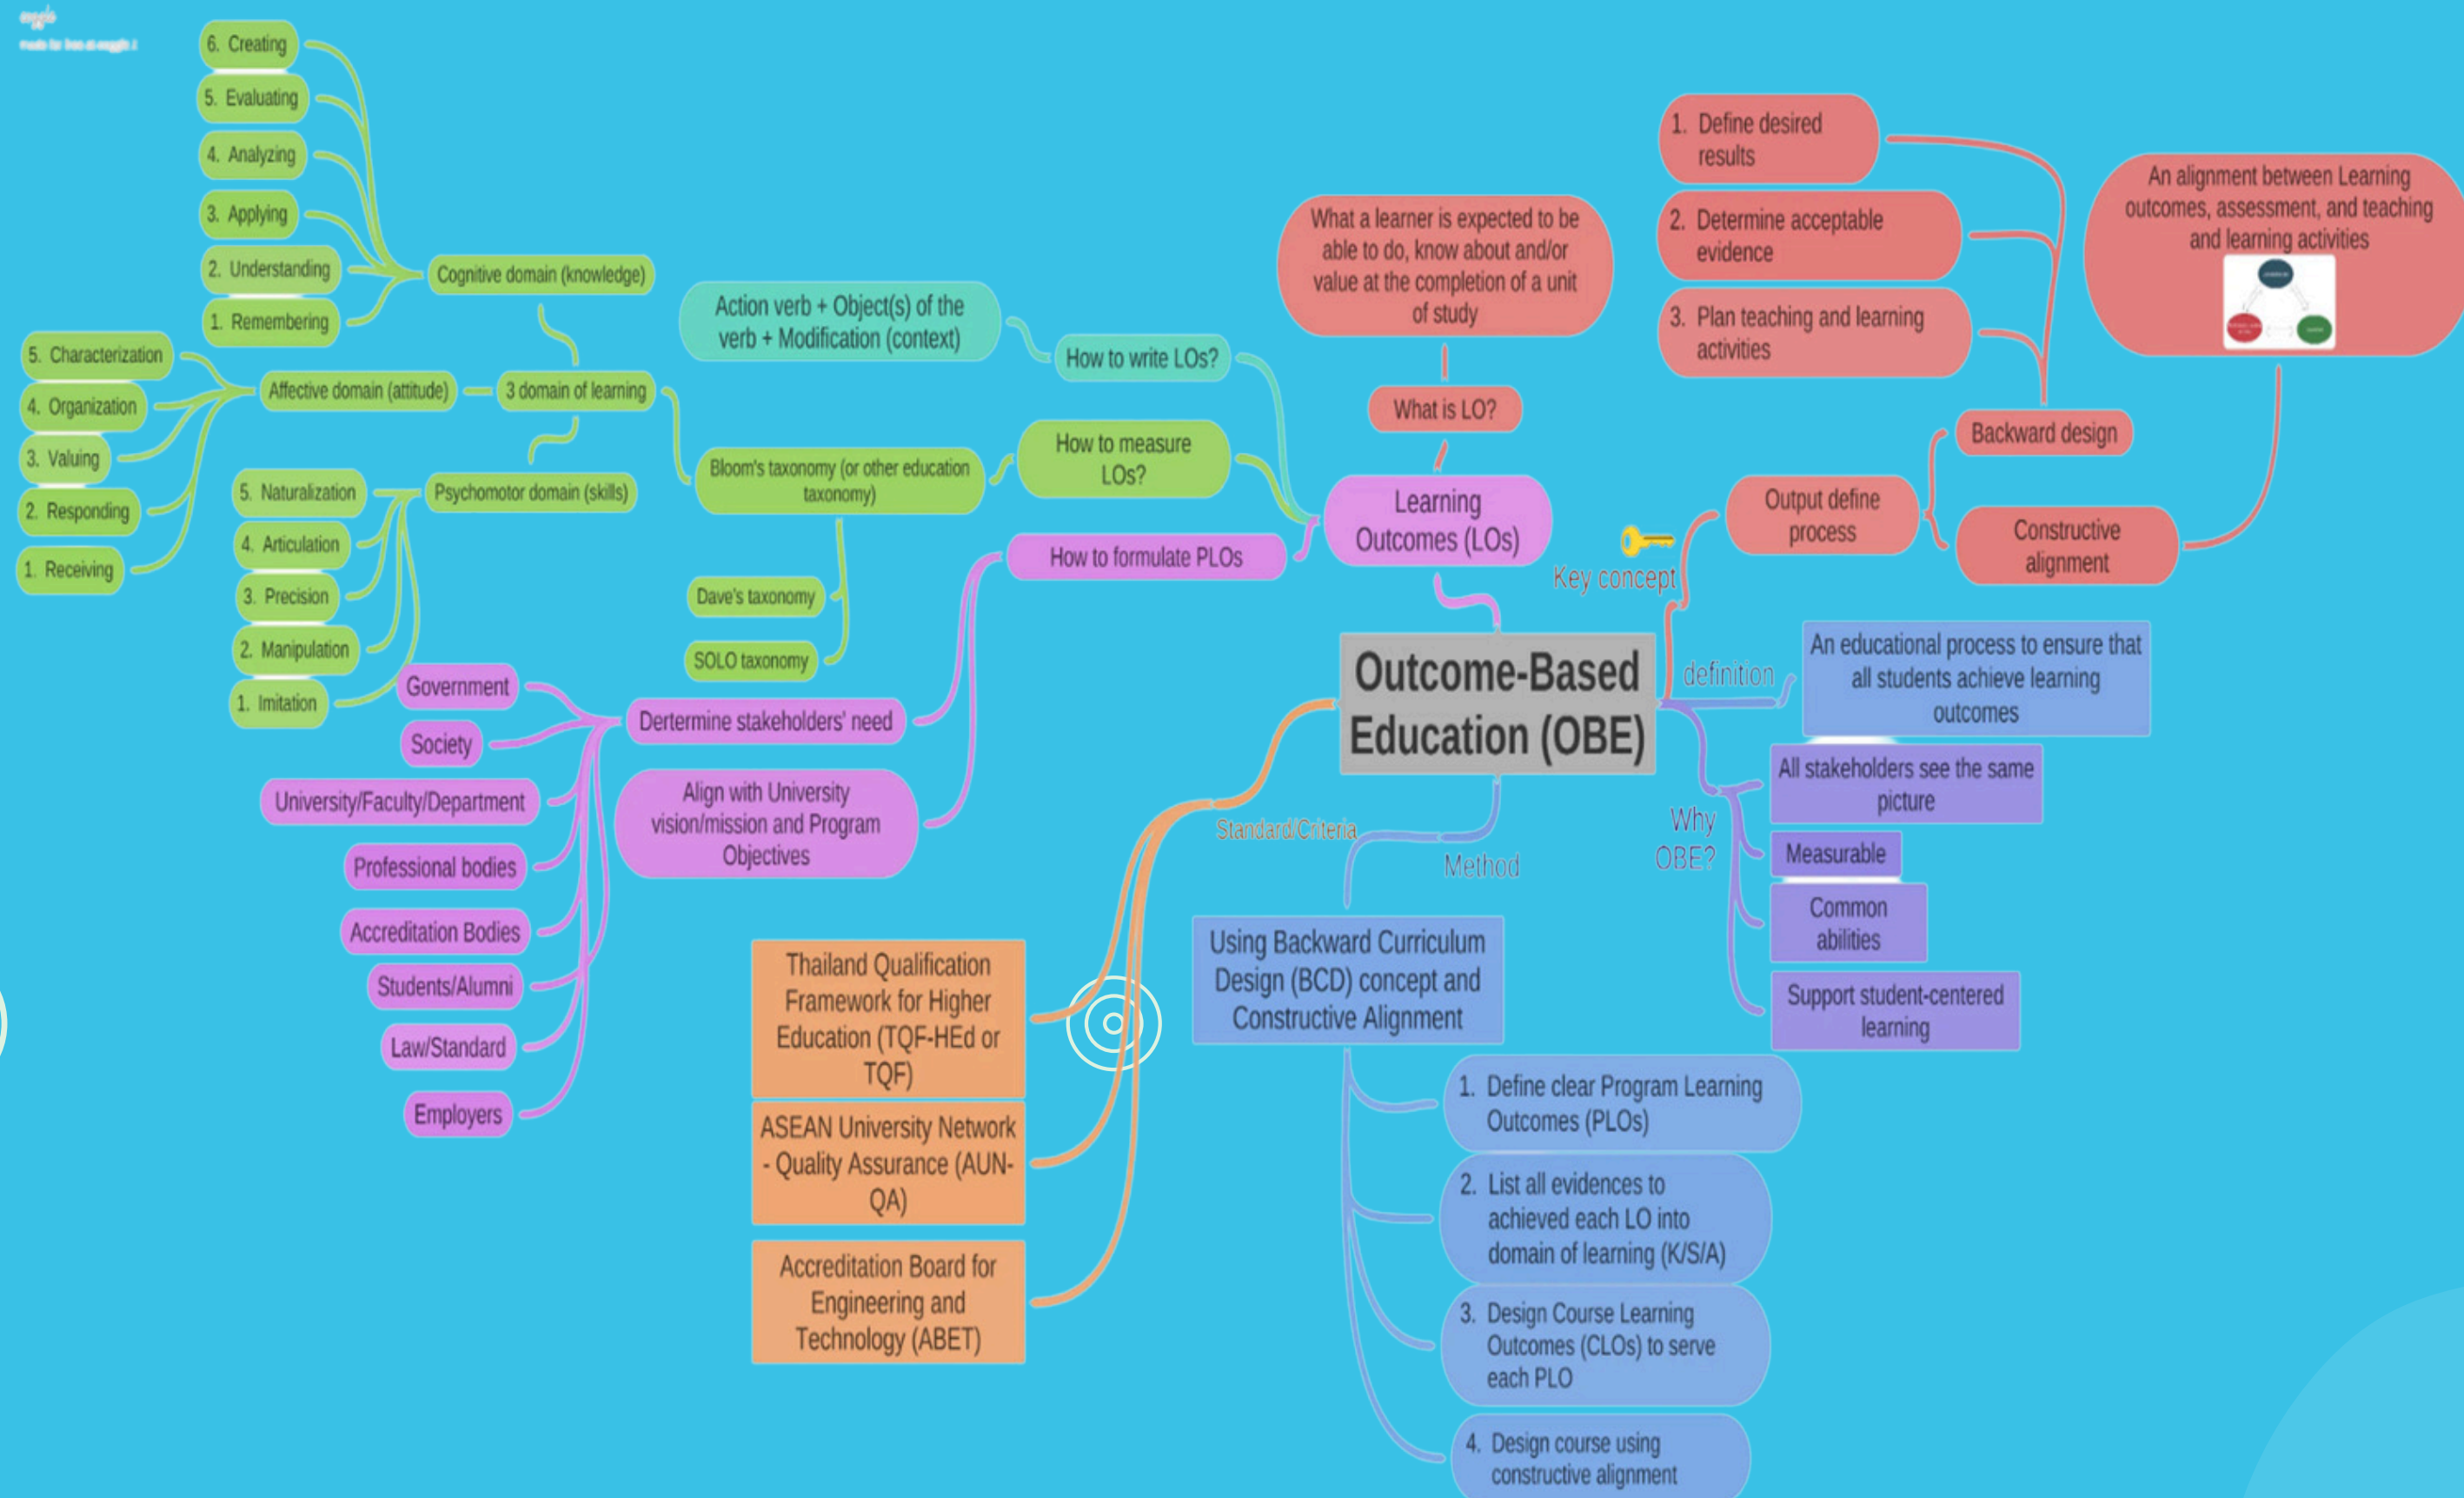 coggle
made for free at coggle.it
6. Creating
5. Evaluating
4. Analyzing
3. Applying
2. Understanding
1. Remembering
Cognitive domain (knowledge)
5. Characterization
4. Organization
3. Valuing
2. Responding
1. Receiving
Affective domain (attitude)
3 domain of learning
5. Naturalization
4. Articulation
3. Precision
2. Manipulation
1. Imitation
Psychomotor domain (skills)
Action verb + Object(s) of the
verb + Modification (context)
How to write LOs?
How to measure
LOs?
Bloom's taxonomy (or other education
taxonomy)
Dave's taxonomy
SOLO taxonomy
How to formulate PLOs
Dertermine stakeholders' need
Align with University
vision/mission and Program
Objectives
Government
Society
University/Faculty/Department
Professional bodies
Accreditation Bodies
Students/Alumni
Law/Standard
Employers
What a learner is expected to be
able to do, know about and/or
value at the completion of a unit
of study
What is LO?
Learning
Outcomes (LOs)
1. Define desired
results
2. Determine acceptable
evidence
3. Plan teaching and learning
activities
An alignment between Learning
outcomes, assessment, and teaching
and learning activities
Backward design
Output define
process
Constructive
alignment
Key concept
Outcome-Based
Education (OBE)
definition
An educational process to ensure that
all students achieve learning
outcomes
Why
OBE?
All stakeholders see the same
picture
Measurable
Common
abilities
Support student-centered
learning
Standard/Criteria
Thailand Qualification
Framework for Higher
Education (TQF-HEd or
TQF)
ASEAN University Network
- Quality Assurance (AUN-
QA)
Accreditation Board for
Engineering and
Technology (ABET)
Method
Using Backward Curriculum
Design (BCD) concept and
Constructive Alignment
1. Define clear Program Learning
Outcomes (PLOs)
2. List all evidences to
achieved each LO into
domain of learning (K/S/A)
3. Design Course Learning
Outcomes (CLOs) to serve
each PLO
4. Design course using
constructive alignment